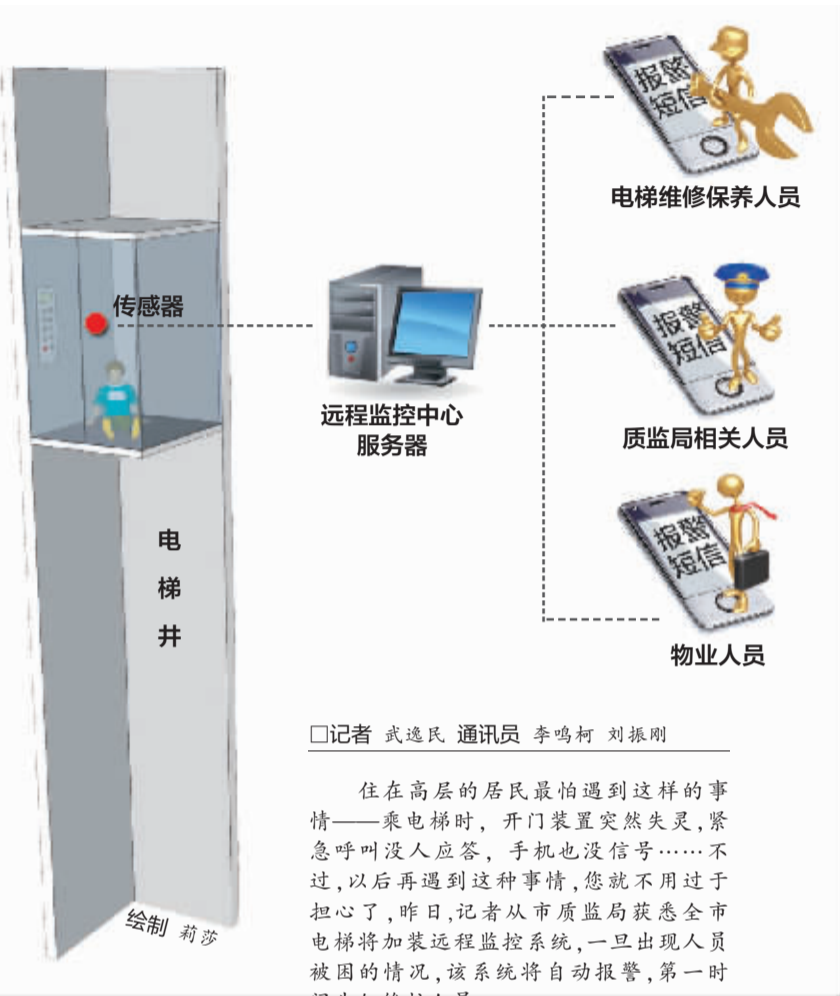 报警
短信
电梯维修保养人员
传感器
报警
短信
远程监控中心
服务器
质监局相关人员
报警
短信
电
梯
井
物业人员
□记者 武逸民 通讯员 李鸣柯 刘振刚
住在高层的居民最怕遇到这样的事
情——乘电梯时，开门装置突然失灵，紧
急呼叫没人应答，手机也没信号……不
过，以后再遇到这种事情，您就不用过于
担心了，昨日，记者从市质监局获悉全市
电梯将加装远程监控系统，一旦出现人员
被困的情况，该系统将自动报警，第一时
绘制 莉莎